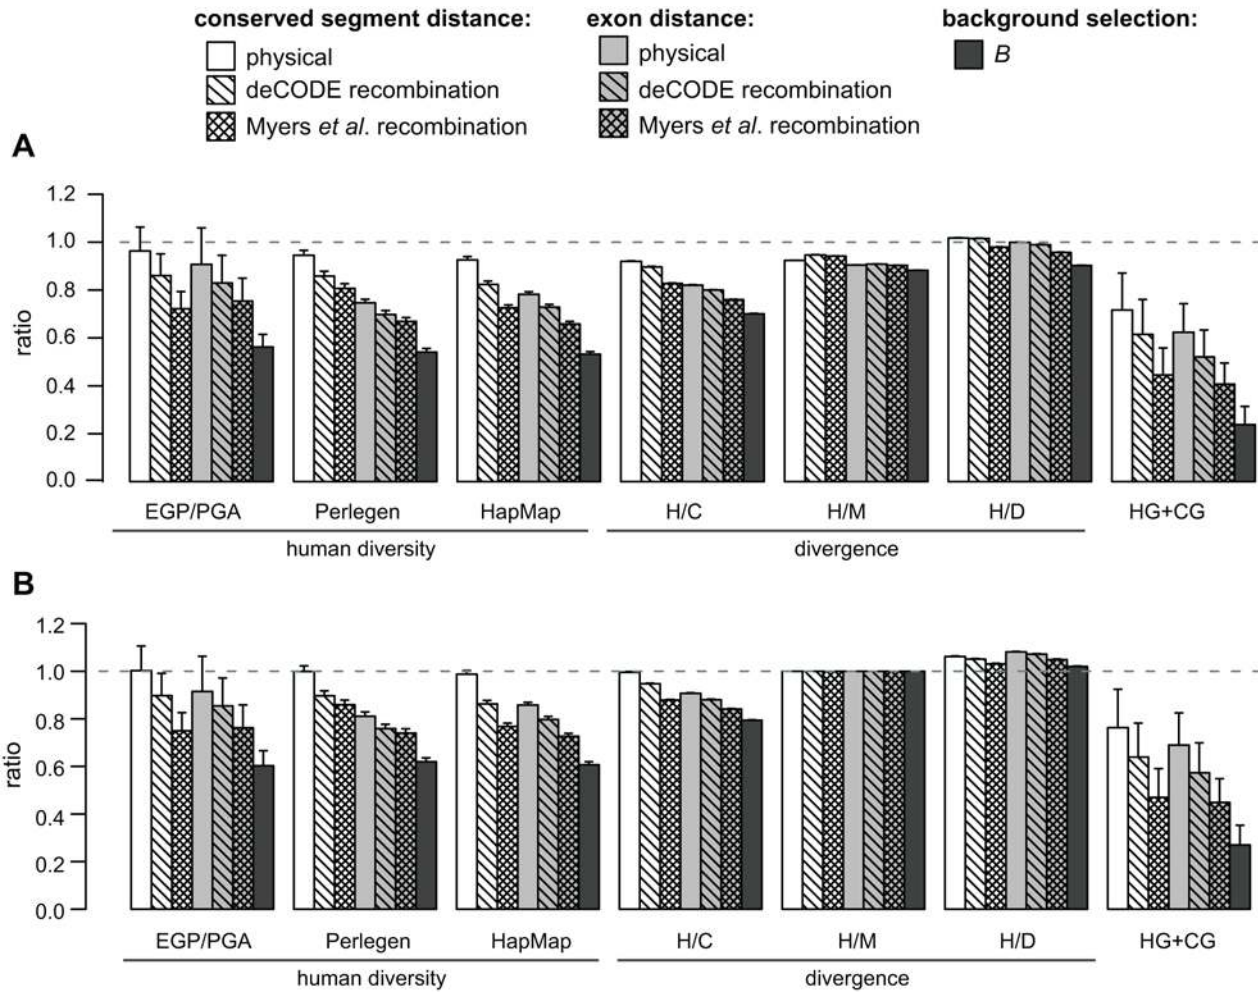 conserved segment distance:
physical
deCODE recombination
Myers et al. recombination
exon distance:
physical
deCODE recombination
Myers et al. recombination
background selection:
B
A
ratio
1.2
1.0
0.8
0.6
0.4
0.2
0.0
EGP/PGA Perlegen HapMap H/C H/M H/D HG+CG
human diversity divergence
B
ratio
1.2
1.0
0.8
0.6
0.4
0.2
0.0
EGP/PGA Perlegen HapMap H/C H/M H/D HG+CG
human diversity divergence